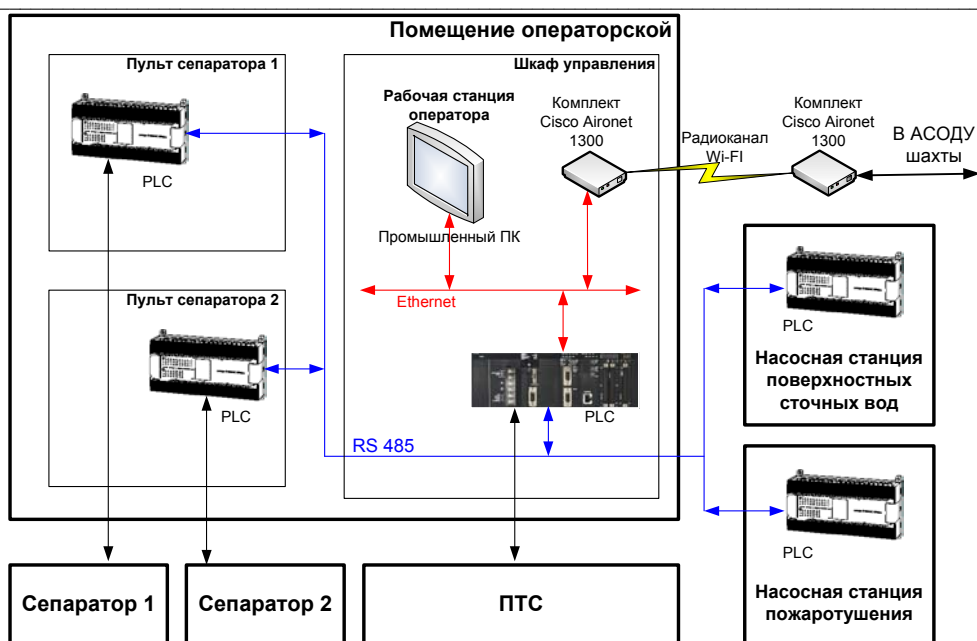 Помещение операторской
Пульт сепаратора 1
PLC
Пульт сепаратора 2
PLC
Шкаф управления
Рабочая станция
оператора
Промышленный ПК
Комплект
Cisco Aironet
1300
Ethernet
PLC
RS 485
Радиоканал
Wi-FI
Комплект
Cisco Aironet
1300
В АСОДУ
шахты
PLC
Насосная станция
поверхностных
сточных вод
PLC
Насосная станция
пожаротушения
Сепаратор 1
Сепаратор 2
ПТС